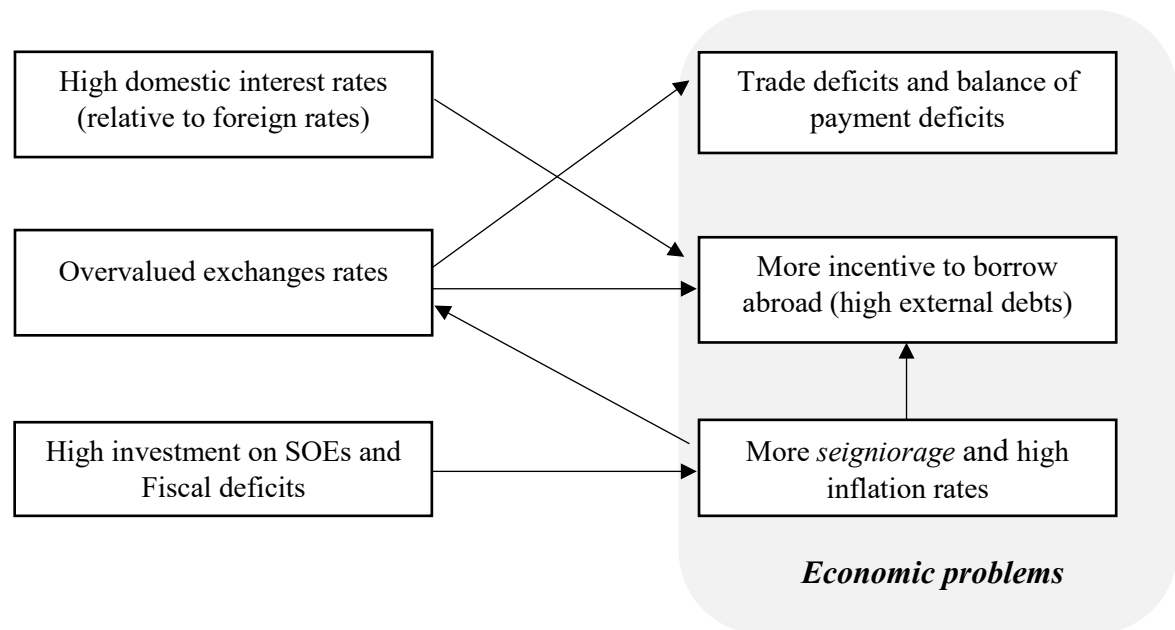 High domestic interest rates
(relative to foreign rates)
Trade deficits and balance of
payment deficits
Overvalued exchanges rates
More incentive to borrow
abroad (high external debts)
High investment on SOEs and
Fiscal deficits
More seigniorage and high
inflation rates
Economic problems